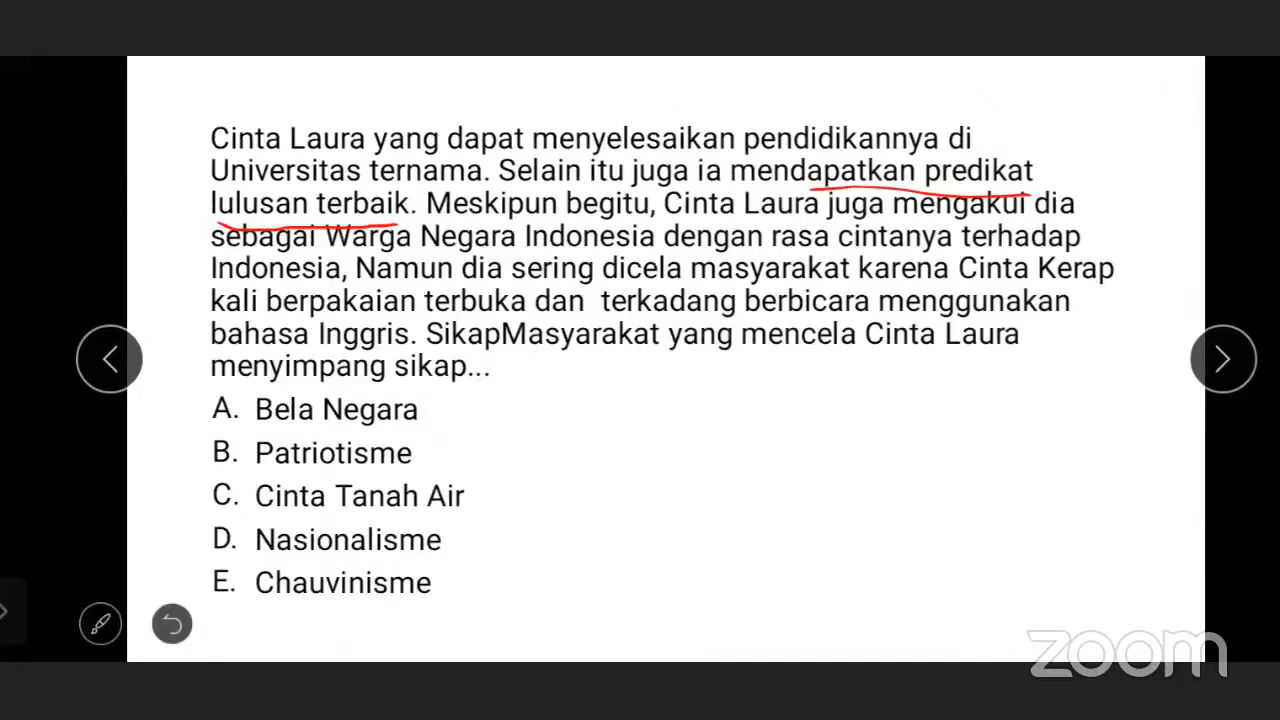 Cinta Laura yang dapat menyelesaikan pendidikannya di
Universitas ternama. Selain itu juga ia mendapatkan predikat
lulusan terbaik. Meskipun begitu, Cinta Laura juga mengakui dia
sebagai Warga Negara Indonesia dengan rasa cintanya terhadap
Indonesia, Namun dia sering dicela masyarakat karena Cinta Kerap
kali berpakaian terbuka dan  terkadang berbicara menggunakan
bahasa Inggris. SikapMasyarakat yang mencela Cinta Laura
menyimpang sikap...
A. Bela Negara
B. Patriotisme
C. Cinta Tanah Air
D. Nasionalisme
E. Chauvinisme
zoom